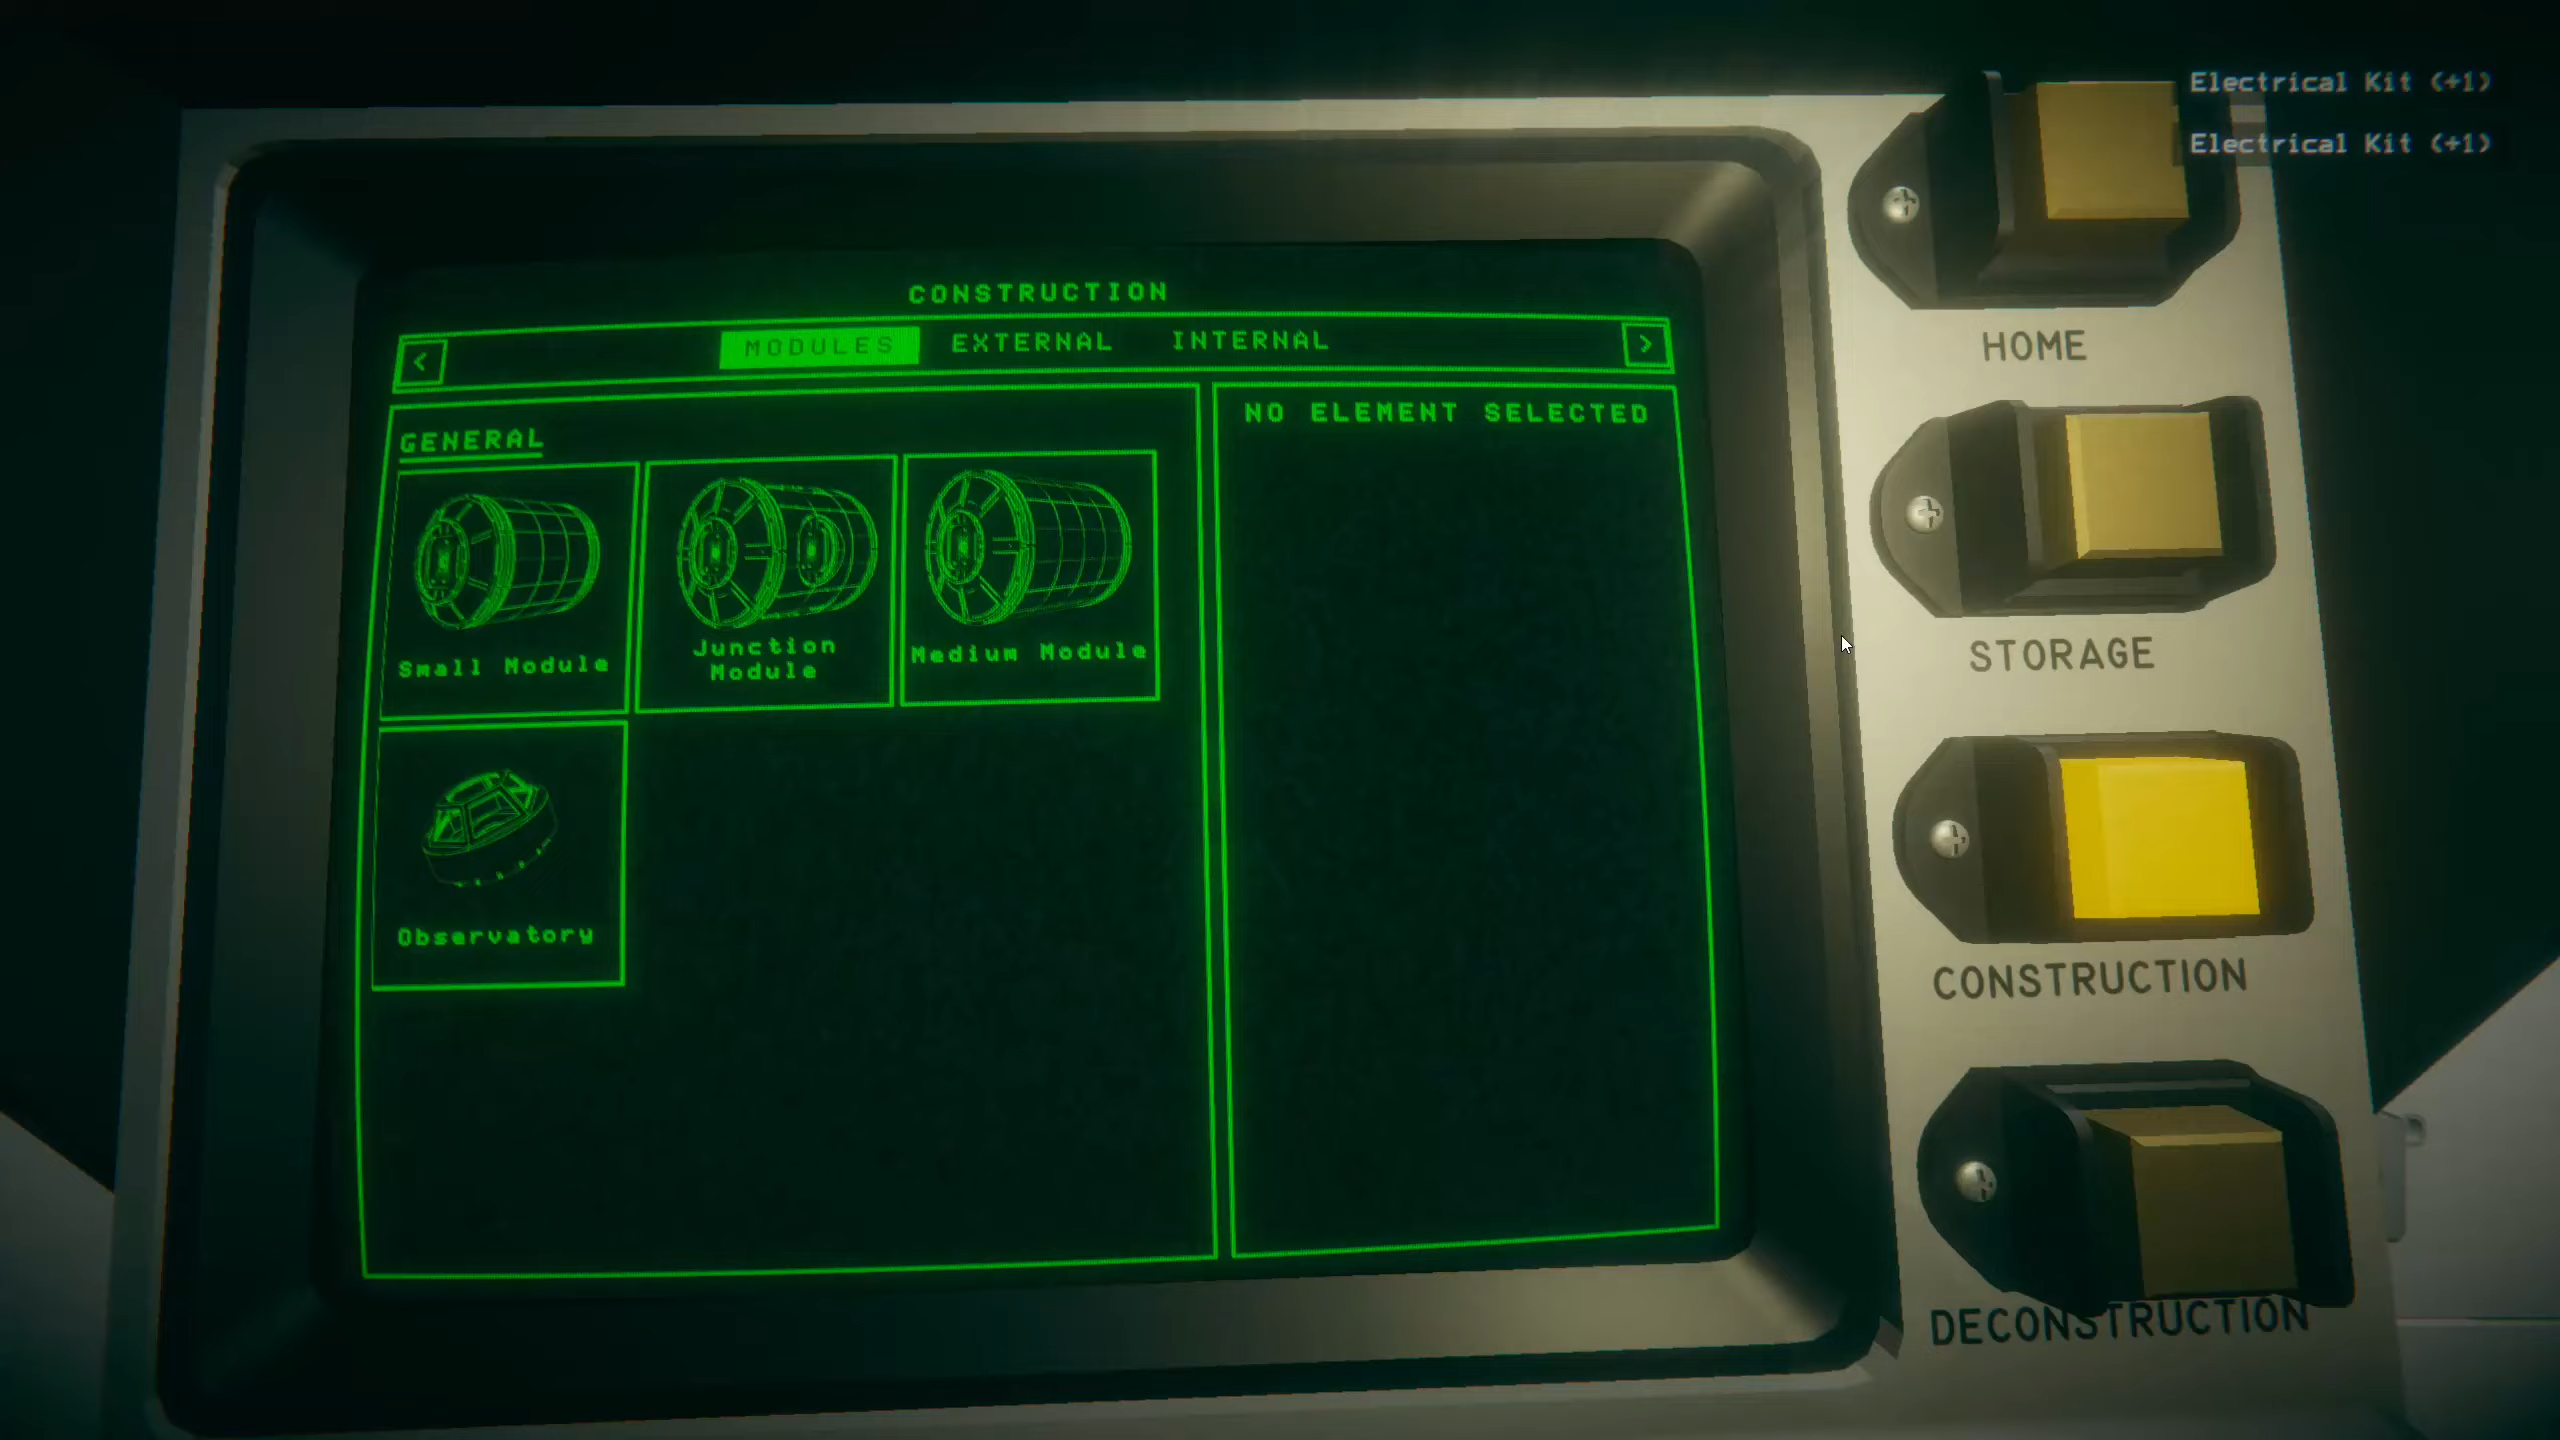 Electrical Kit (+1)
Electrical Kit (+1)
CONSTRUCTION
< MODULES EXTERNAL INTERNAL >
GENERAL
NO ELEMENT SELECTED
Small Module
Junction
Module
Medium Module
Observatory
HOME
STORAGE
CONSTRUCTION
DECONSTRUCTION